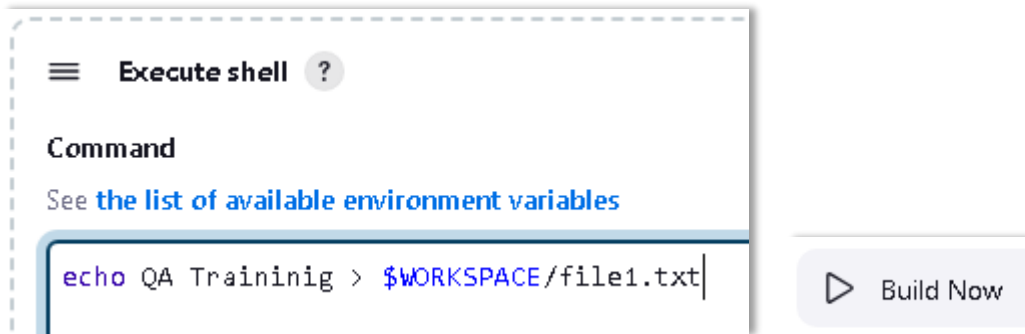 Execute shell ?
Command
See the list of available environment variables
echo QA Traininig > $WORKSPACE/file1.txt
Build Now